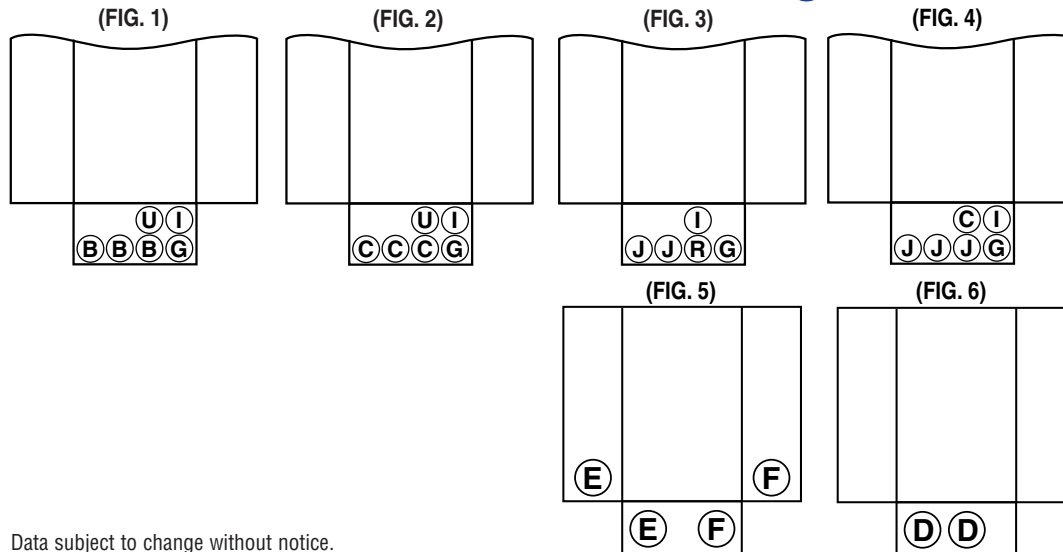 (FIG. 1) (FIG. 2) (FIG. 3) (FIG. 4)
U I U I I C I
B B B G C C C G J J R G J J J G
(FIG. 5) (FIG. 6)
E F
E F D D
Data subject to change without notice.